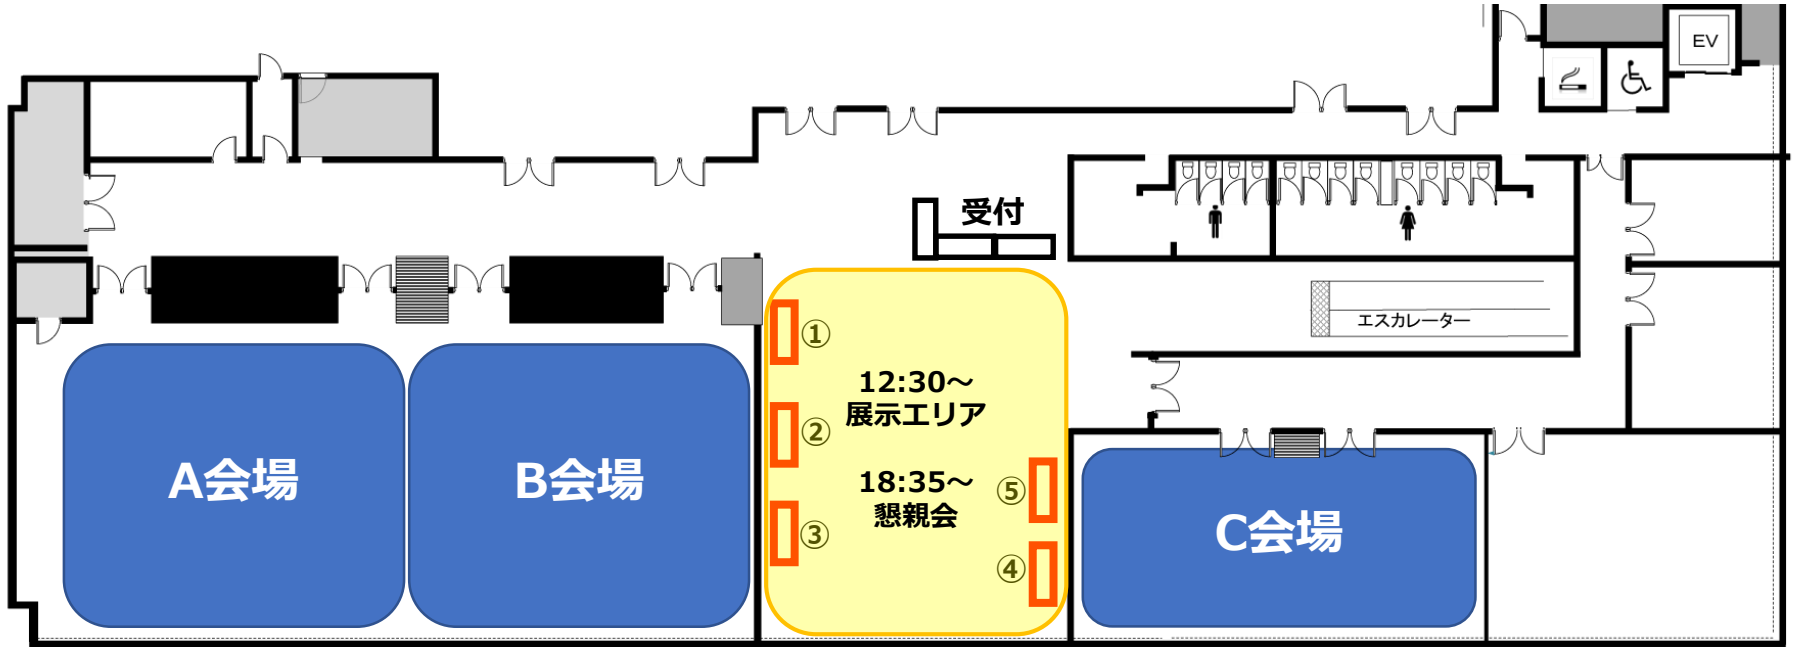 EV
受付
エスカレーター
①
12:30～
展示エリア
②
A会場
B会場
18:35～
懇親会
③
⑤
④
C会場